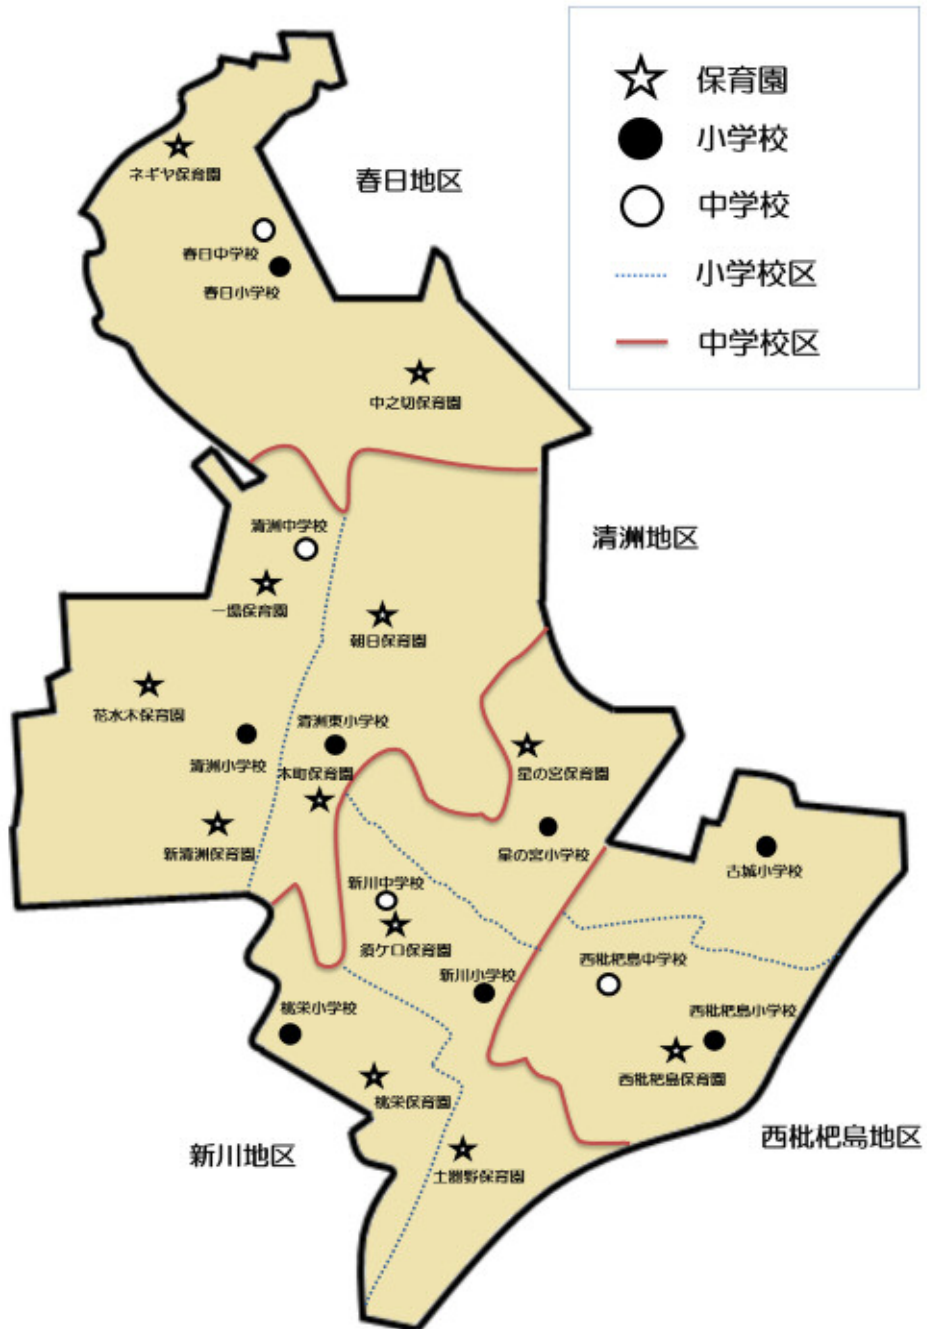 保育園
小学校
中学校
小学校区
中学校区
ネギヤ保育園
春日地区
春日中学校
春日小学校
中之切保育園
清洲中学校
清洲地区
一場保育園
朝日保育園
花水木保育園
清洲東小学校
清洲小学校
本町保育園
星の宮保育園
新清洲保育園
星の宮小学校
古城小学校
新川中学校
須ケ口保育園
西枇杷島中学校
新川小学校
桃栄小学校
西枇杷島小学校
西枇杷島保育園
桃栄保育園
西枇杷島地区
新川地区
土器野保育園